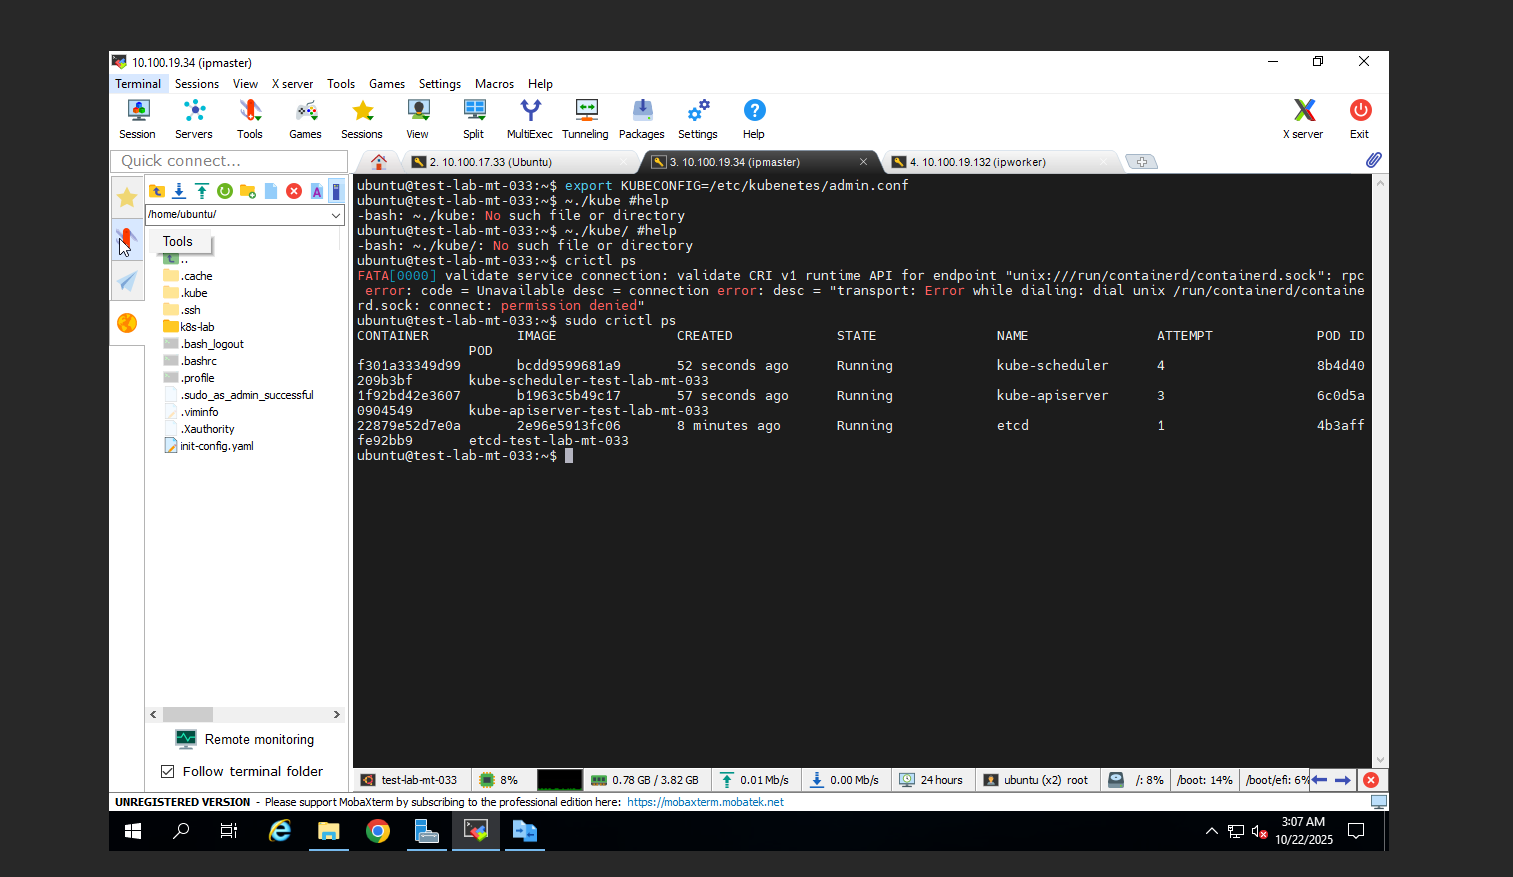 10.100.19.34 (ipmaster)
Terminal Sessions View X server Tools Games Settings Macros Help
Session Servers Tools Games Sessions View Split MultiExec Tunneling Packages Settings Help X server Exit
Quick connect...
2. 10.100.17.33 (Ubuntu)
3. 10.100.19.34 (ipmaster)
4. 10.100.19.132 (ipworker)
/home/ubuntu/
Tools
..
.cache
.kube
.ssh
k8s-lab
.bash_logout
.bashrc
.profile
.sudo_as_admin_successful
.viminfo
.Xauthority
init-config.yaml
Remote monitoring
Follow terminal folder
ubuntu@test-lab-mt-033:~$ export KUBECONFIG=/etc/kubenetes/admin.conf
ubuntu@test-lab-mt-033:~$ ~./kube #help
-bash: ~./kube: No such file or directory
ubuntu@test-lab-mt-033:~$ ~./kube/ #help
-bash: ~./kube/: No such file or directory
ubuntu@test-lab-mt-033:~$ crictl ps
FATA[0000] validate service connection: validate CRI v1 runtime API for endpoint "unix:///run/containerd/containerd.sock": rpc
error: code = Unavailable desc = connection error: desc = "transport: Error while dialing: dial unix /run/containerd/containe
rd.sock: connect: permission denied"
ubuntu@test-lab-mt-033:~$ sudo crictl ps
CONTAINER IMAGE CREATED STATE NAME ATTEMPT POD ID
POD
f301a33349d99 bcdd9599681a9 52 seconds ago Running kube-scheduler 4 8b4d40
209b3bf kube-scheduler-test-lab-mt-033
1f92bd42e3607 b1963c5b49c17 57 seconds ago Running kube-apiserver 3 6c0d5a
0904549 kube-apiserver-test-lab-mt-033
22879e52d7e0a 2e96e5913fc06 8 minutes ago Running etcd 1 4b3aff
fe92bb9 etcd-test-lab-mt-033
ubuntu@test-lab-mt-033:~$
test-lab-mt-033 8% 0.78 GB / 3.82 GB 0.01 Mb/s 0.00 Mb/s 24 hours ubuntu (x2) root /: 8% /boot: 14% /boot/efi: 6%
UNREGISTERED VERSION - Please support MobaXterm by subscribing to the professional edition here: https://mobaxterm.mobatek.net
3:07 AM
10/22/2025